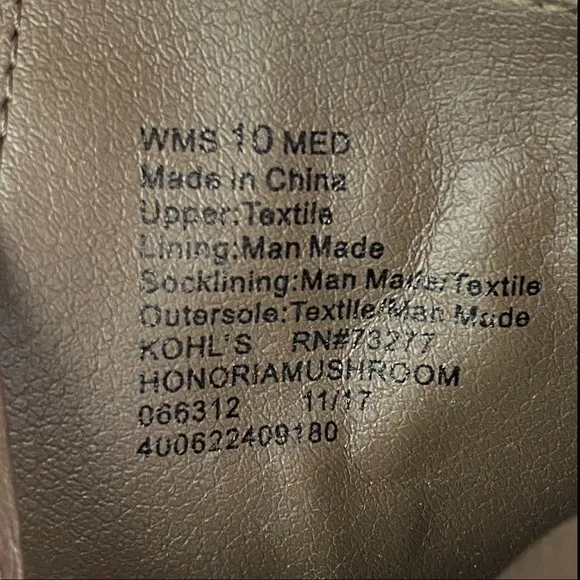 WMS 10 MED
Made in China
Upper:Textile
Lining:Man Made
Socklining:Man Made/Textile
Outersole:Textile/Man Made
KOHL'S RN#73277
HONORIAMUSHROOM
066312 11/17
400622409180